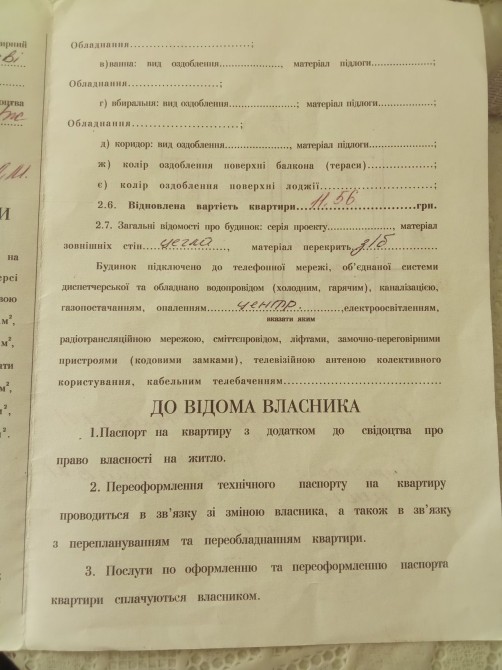 Обладнання..........................;
в)ванна: вид оздоблення..................., матеріал підлоги...................;
Обладнання..........................;
г) вбиральня: вид оздоблення.....................; матеріал підлоги.................;
Обладнання..........................;
д) коридор: вид оздоблення...................., матеріал підлоги....................;
ж) колір оздоблення поверхні балкона (тераси)....................;
є) колір оздоблення поверхні лоджії..........................;
2.6. Відновлена вартість квартири....11,56..............грн.
2.7. Загальні відомості про будинок: серія проекту......................, матеріал
зовнішніх стін.....цегла......, матеріал перекрить з/б..............
Будинок підключено до телефонної мережі, об'єднаної системи
диспетчерської та обладнано водопровідом (холодним, гарячим), каналізацією,
газопостачанням, опаленням.......центр..........,електроосвітленням,
вказати яким
радіотрансляційною мережою, сміттєспровідом, ліфтами, замочно-переговорними
пристроями (кодовими замками), телевізійною антеною колективного
користування, кабельним телебаченням......................................
ДО ВІДОМА ВЛАСНИКА
1.Паспорт на квартиру з додатком до свідоцтва про
право власності на житло.
2. Переоформлення технічного паспорту на квартиру
проводиться в зв'язку зі зміною власника, а також в зв'язку
з переплануванням та переобладнанням квартири.
3. Послуги по оформленню та переоформленню паспорта
квартири сплачуються власником.